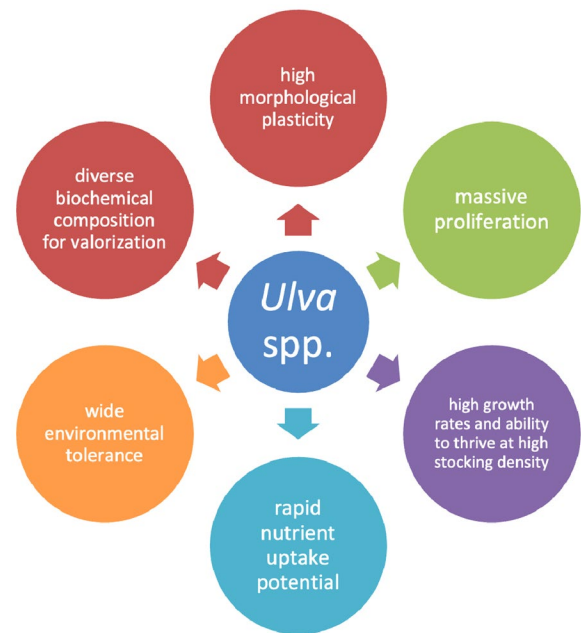 high
morphological
plasticity
diverse
biochemical
composition
for valorization
massive
proliferation
Ulva
spp.
wide
environmental
tolerance
high growth
rates and ability
to thrive at high
stocking density
rapid
nutrient
uptake
potential